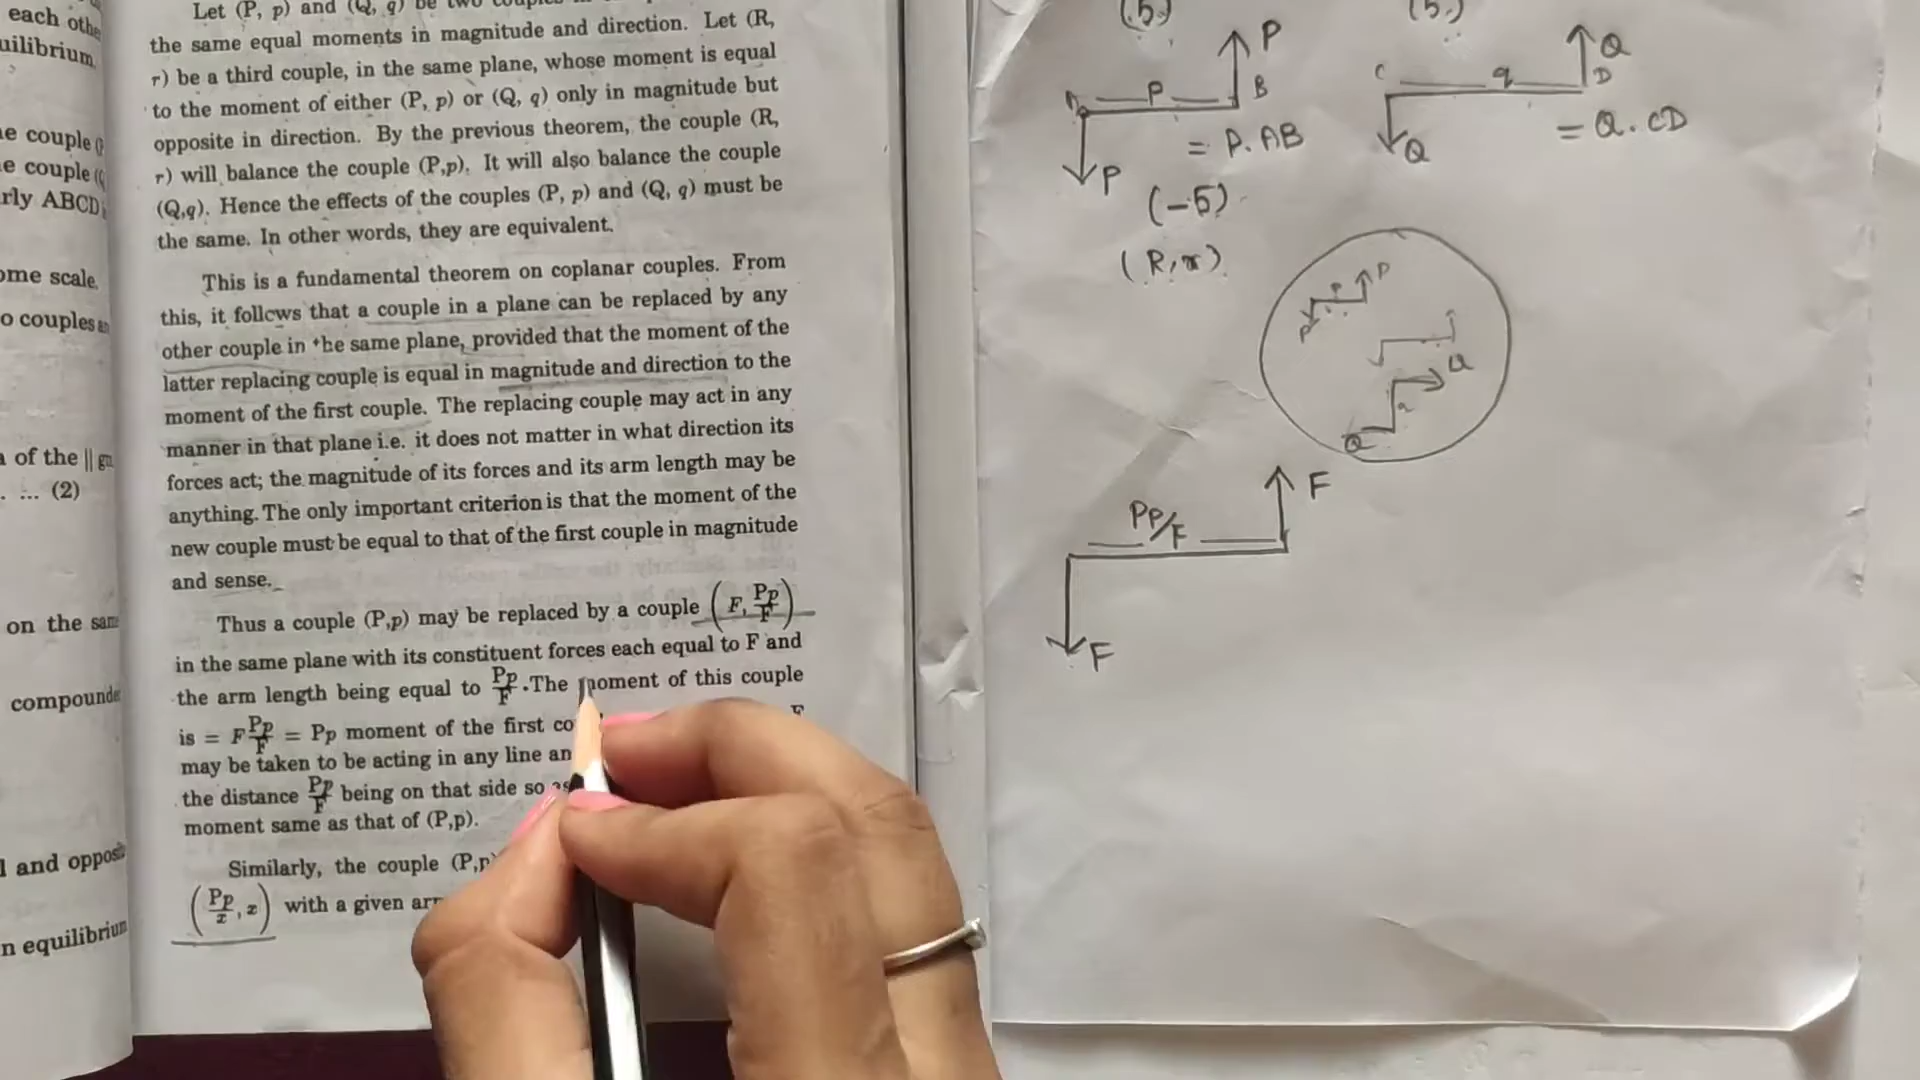 each othe
uilibrium.
e couple (
e couple (
rly ABCD
ome scale.
o couples an
a of the || gm
. ... (2)
on the same
compounde
l and opposit
n equilibrium
Let (P, p) and (Q, q) be two couples in
the same equal moments in magnitude and direction. Let (R,
r) be a third couple, in the same plane, whose moment is equal
to the moment of either (P, p) or (Q, q) only in magnitude but
opposite in direction. By the previous theorem, the couple (R,
r) will balance the couple (P,p). It will also balance the couple
(Q,q). Hence the effects of the couples (P, p) and (Q, q) must be
the same. In other words, they are equivalent.
This is a fundamental theorem on coplanar couples. From
this, it follcws that a couple in a plane can be replaced by any
other couple in the same plane, provided that the moment of the
latter replacing couple is equal in magnitude and direction to the
moment of the first couple. The replacing couple may act in any
manner in that plane i.e. it does not matter in what direction its
forces act; the magnitude of its forces and its arm length may be
anything. The only important criterion is that the moment of the
new couple must be equal to that of the first couple in magnitude
and sense.
Thus a couple (P,p) may be replaced by a couple (F, Pp/F)
in the same plane with its constituent forces each equal to F and
the arm length being equal to Pp/F. The moment of this couple
is = F Pp/F = Pp moment of the first co F
may be taken to be acting in any line an
the distance Pp/F being on that side so as
moment same as that of (P,p).
Similarly, the couple (P,p)
(Pp/x, x) with a given arm
(5.) (5.)
P Q
p B C q D
= P.AB = Q.CD
P Q
(-5)
(R,r)
P
p
P
Q
q
Q
F
Pp/F
F